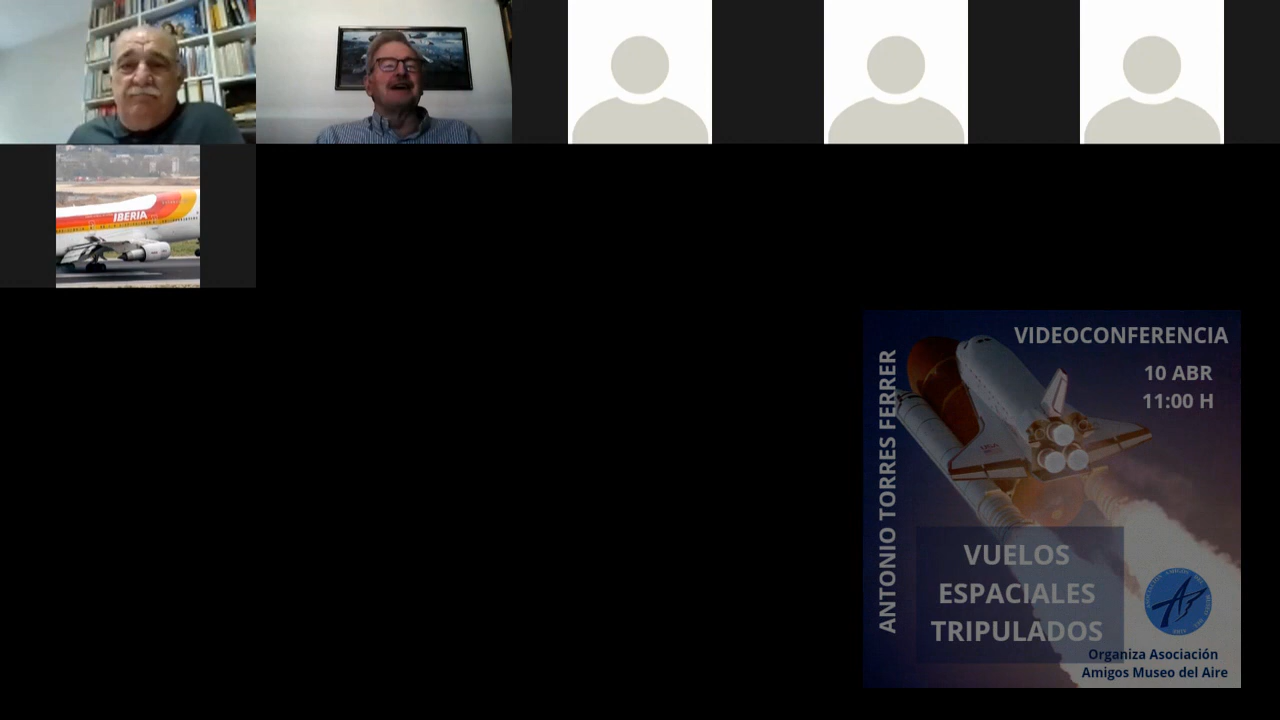 IBERIA
VIDEOCONFERENCIA
10 ABR
11:00 H
ANTONIO TORRES FERRER
VUELOS
ESPACIALES
TRIPULADOS
Organiza Asociación
Amigos Museo del Aire